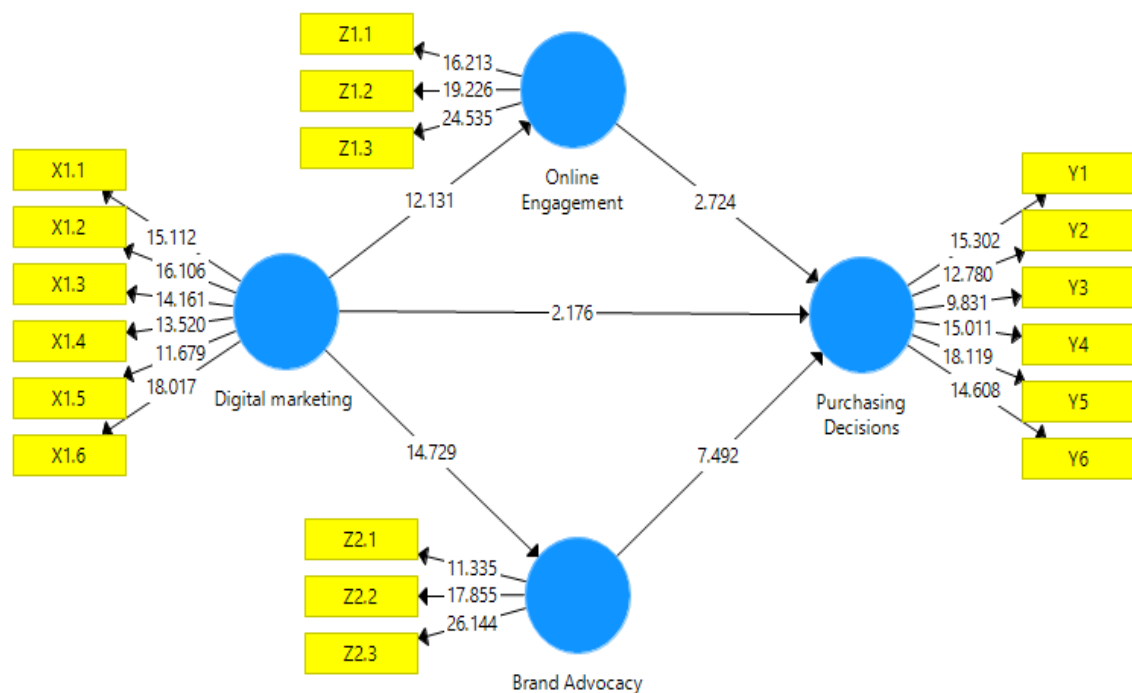 Z1.1
16.213
Z1.2
19.226
Z1.3
24.535
Online
Engagement
X1.1
X1.2
X1.3
X1.4
X1.5
X1.6
15.112
16.106
14.161
13.520
11.679
18.017
Digital marketing
12.131
2.724
2.176
14.729
7.492
Y1
Y2
Y3
Y4
Y5
Y6
15.302
12.780
9.831
15.011
18.119
14.608
Purchasing
Decisions
Z2.1
11.335
Z2.2
17.855
Z2.3
26.144
Brand Advocacy